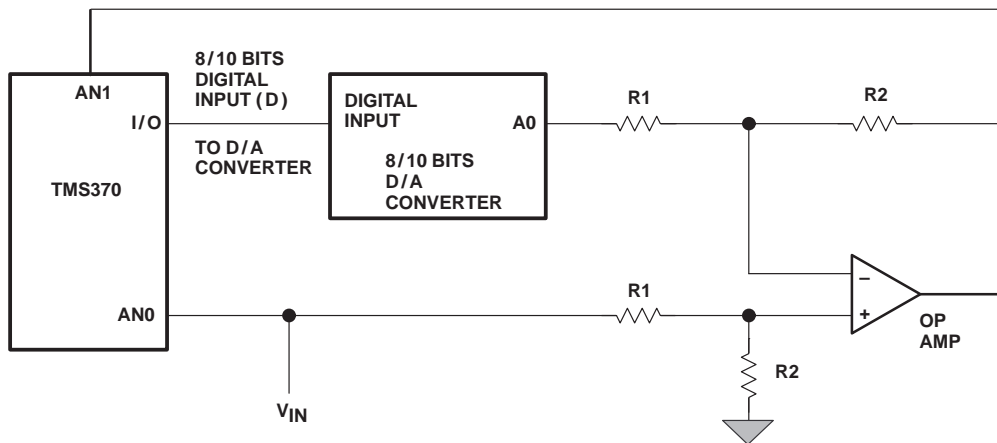 8/10 BITS
DIGITAL
INPUT (D)
TO D/A
CONVERTER
AN1
I/O
TMS370
AN0
DIGITAL
INPUT
A0
8/10 BITS
D/A
CONVERTER
R1
R2
R1
R2
–
+
OP
AMP
VIN